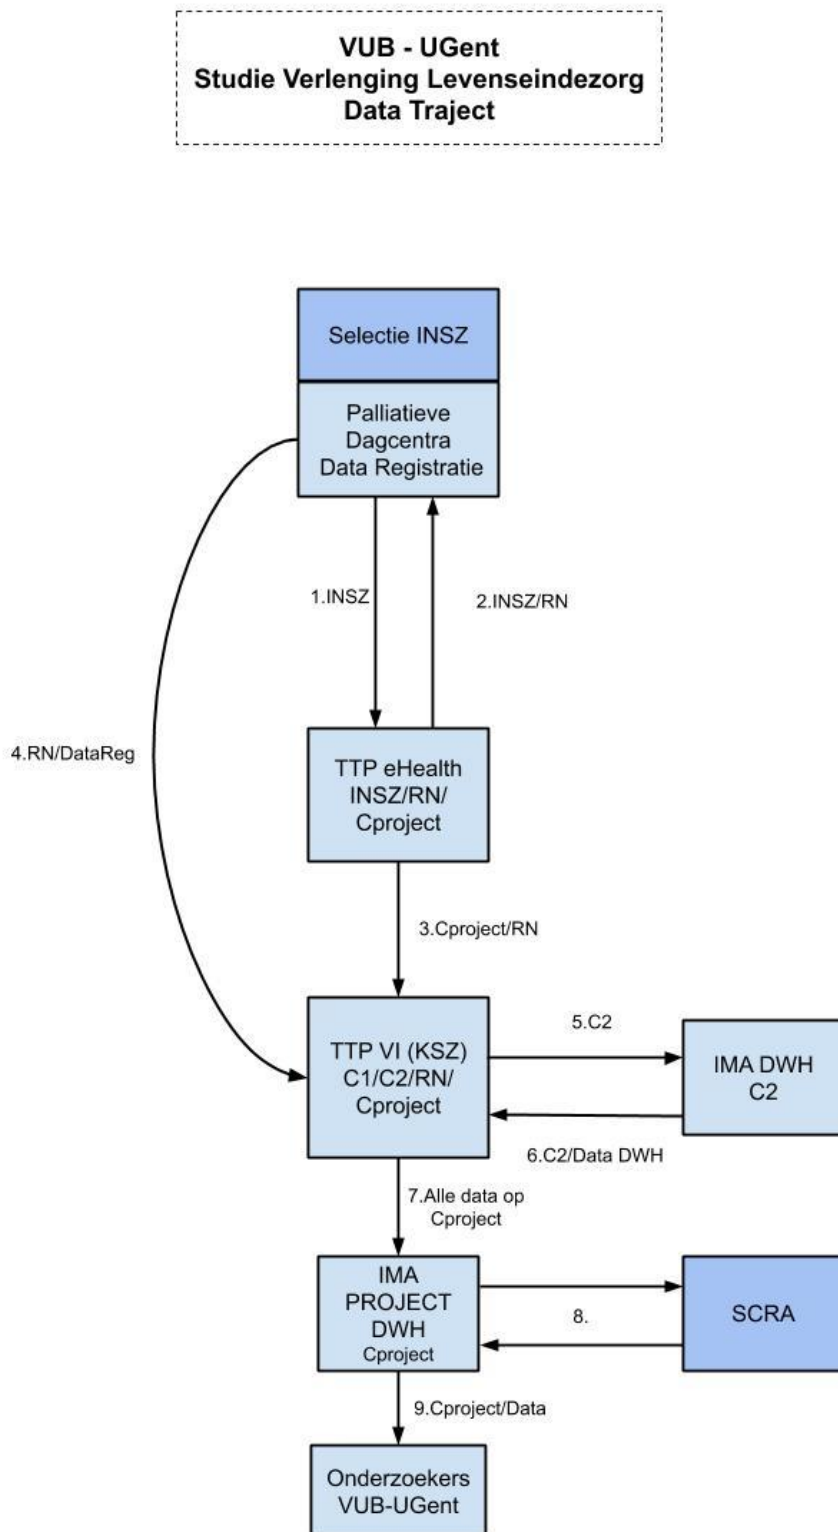 VUB - UGent
Studie Verlenging Levenseindezorg
Data Traject
Selectie INSZ
Palliatieve
Dagcentra
Data Registratie
1.INSZ
2.INSZ/RN
4.RN/DataReg
TTP eHealth
INSZ/RN/
Cproject
3.Cproject/RN
TTP VI (KSZ)
C1/C2/RN/
Cproject
5.C2
IMA DWH
C2
6.C2/Data DWH
7.Alle data op
Cproject
IMA
PROJECT
DWH
Cproject
8.
SCRA
9.Cproject/Data
Onderzoekers
VUB-UGent